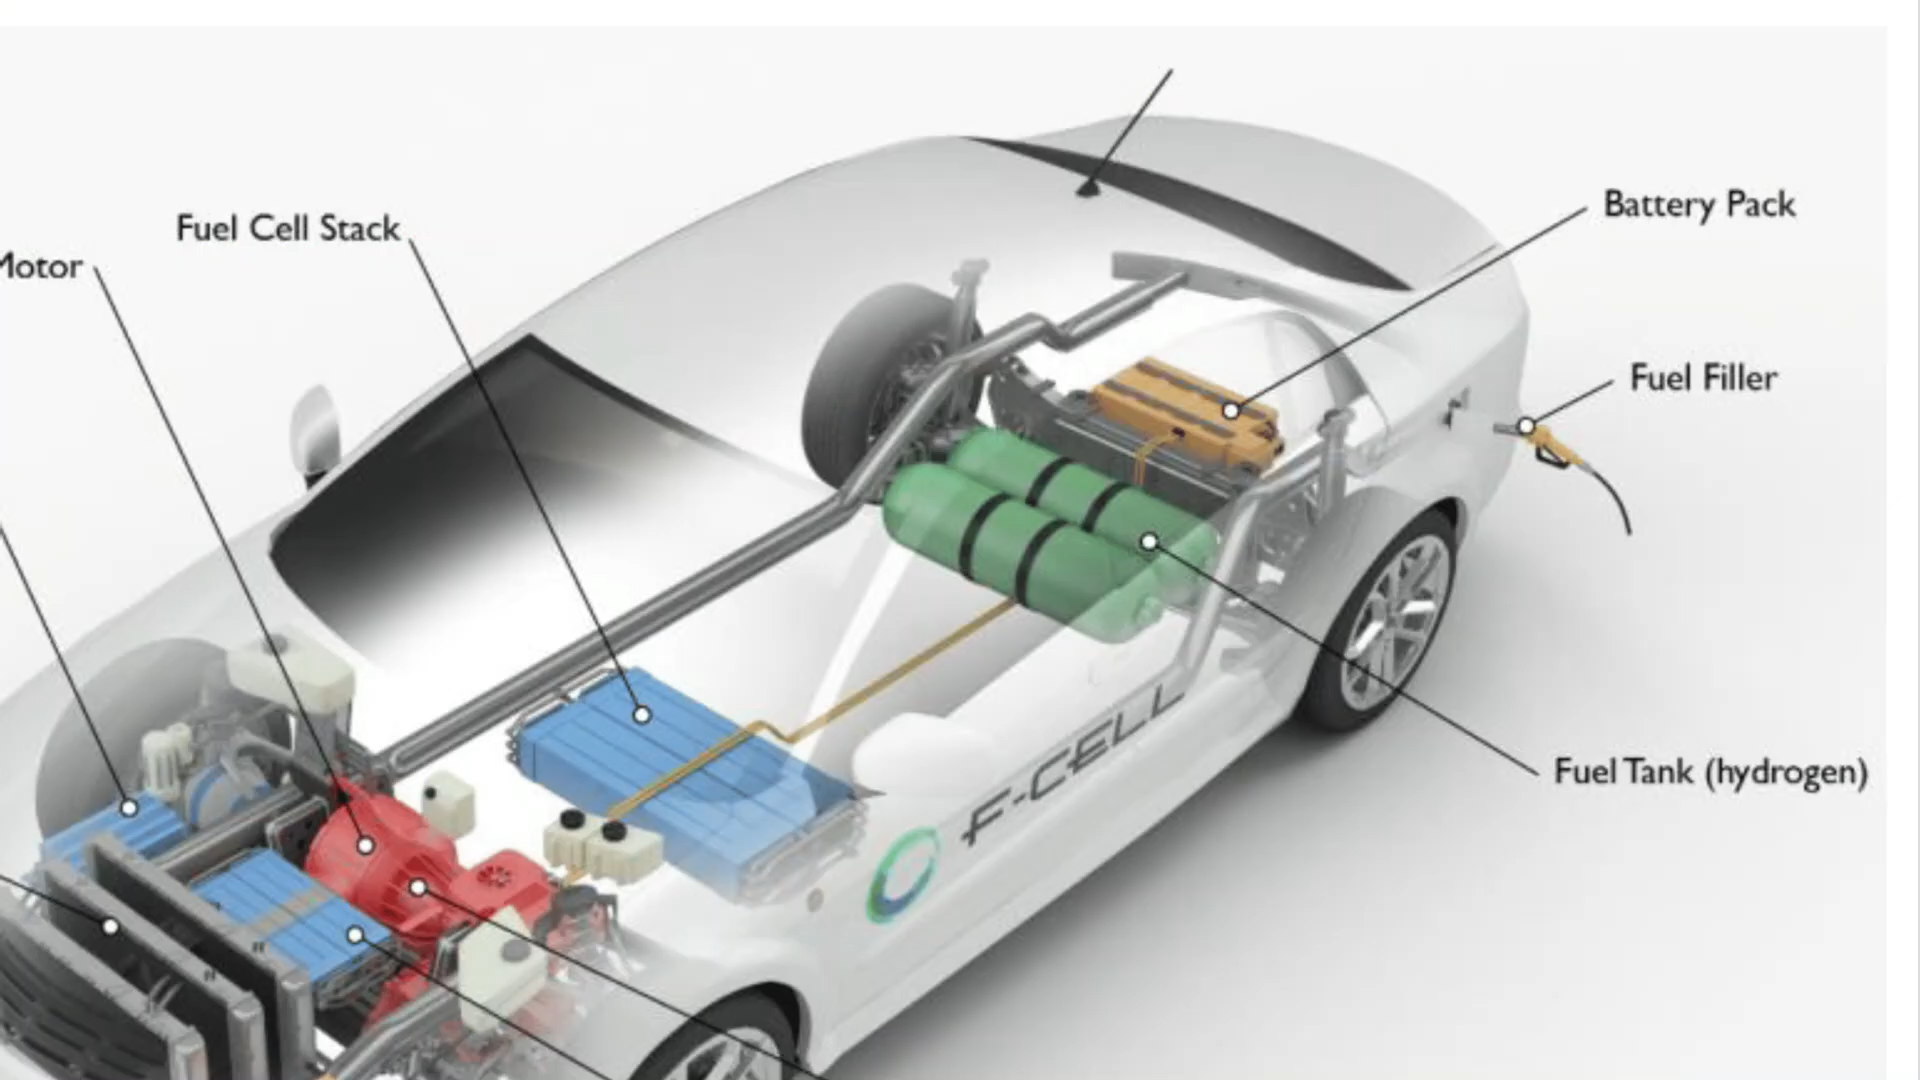 Battery Pack
Fuel Cell Stack
Motor
Fuel Filler
F-CELL
Fuel Tank (hydrogen)